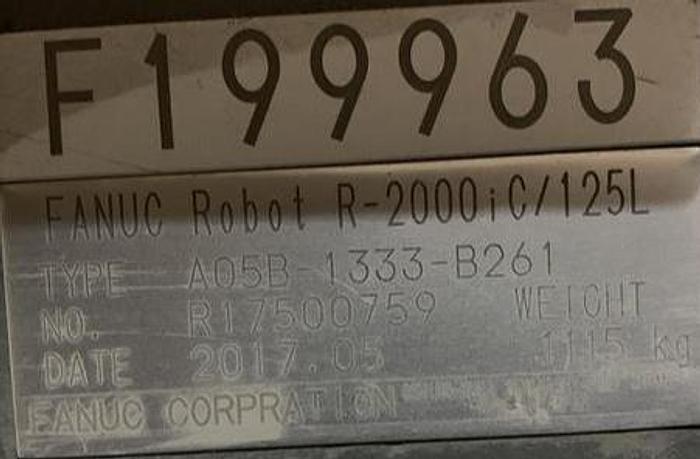 F199963
FANUC Robot R-2000iC/125L
TYPE A05B-1333-B261
NO. R17500759 WEIGHT
DATE 2017.05 1115 kg
FANUC CORPRATION